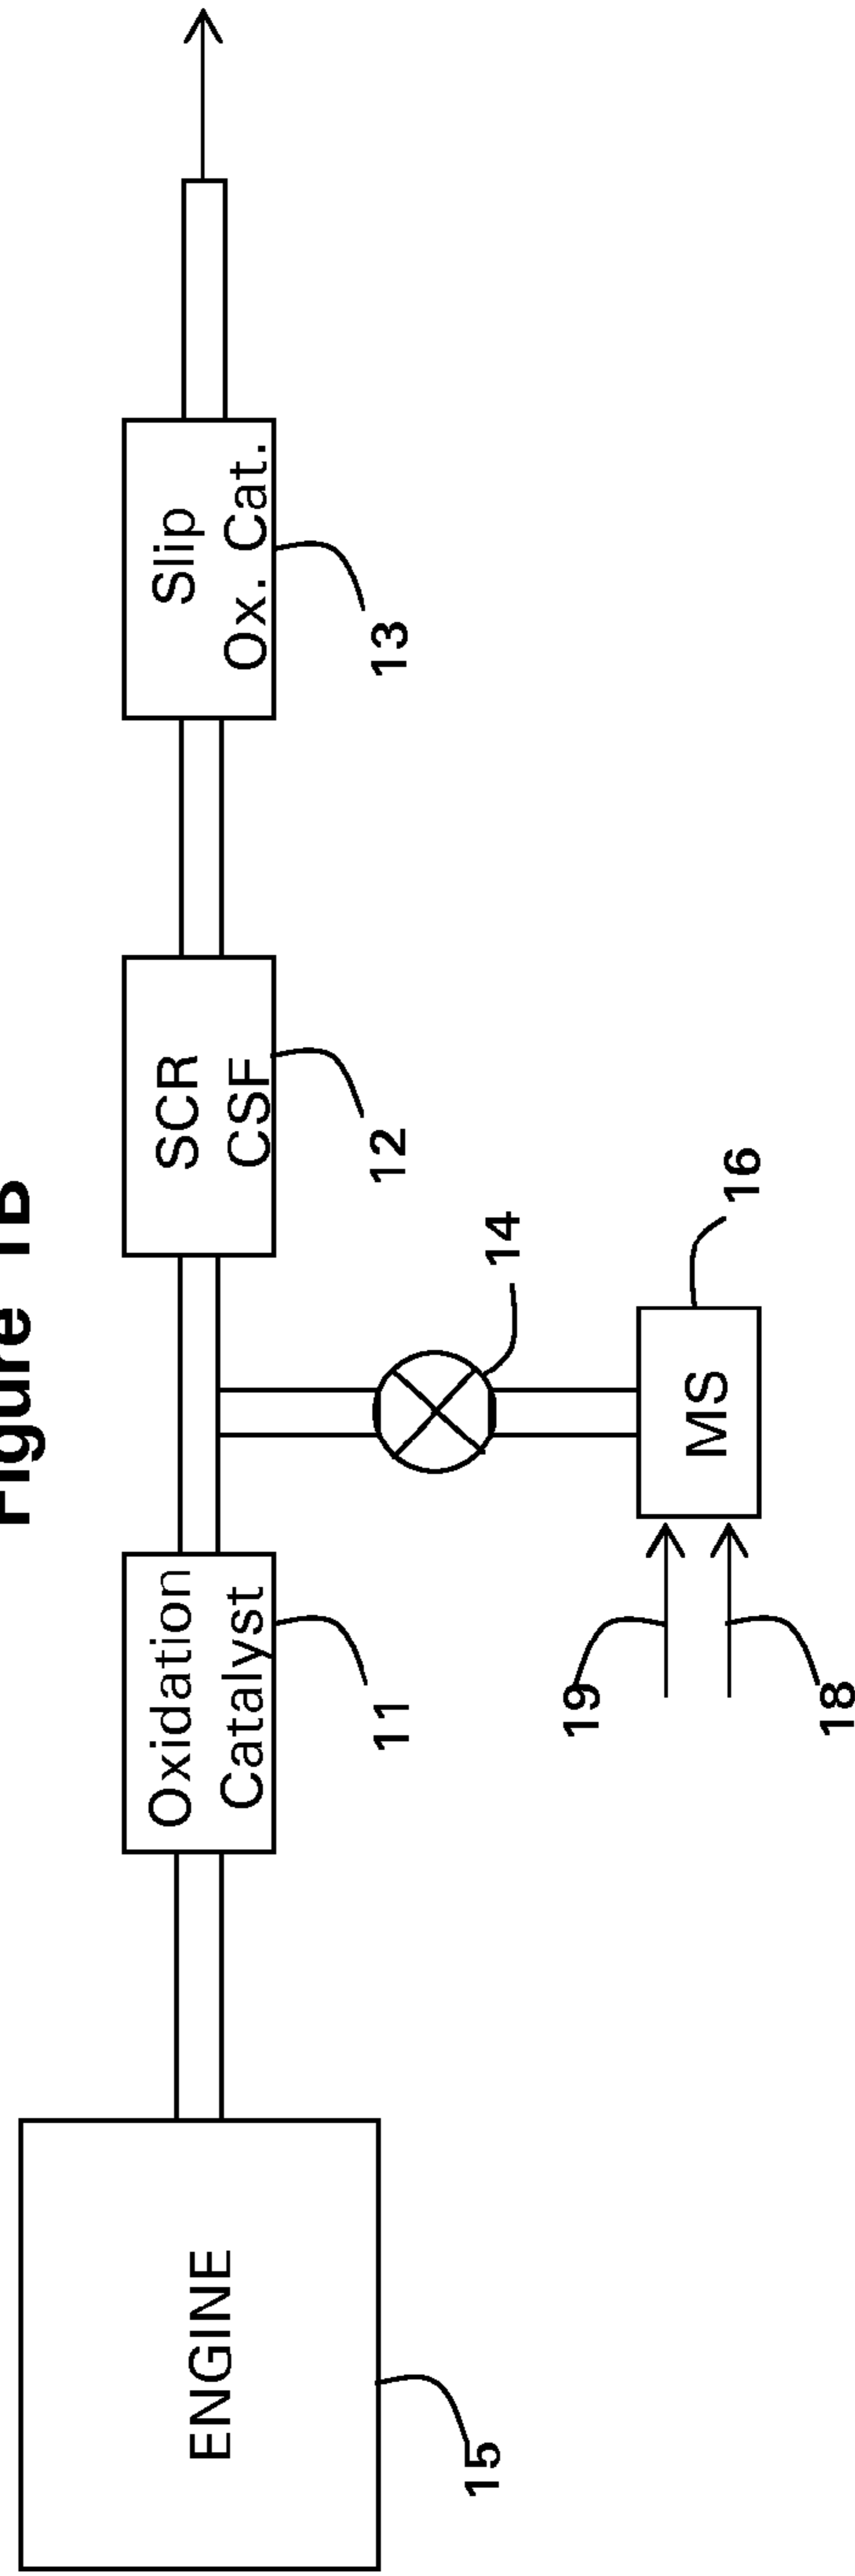 Figure 1B
ENGINE
15
Oxidation
Catalyst
11
SCR
CSF
12
Slip
Ox. Cat.
13
14
MS
16
19
18